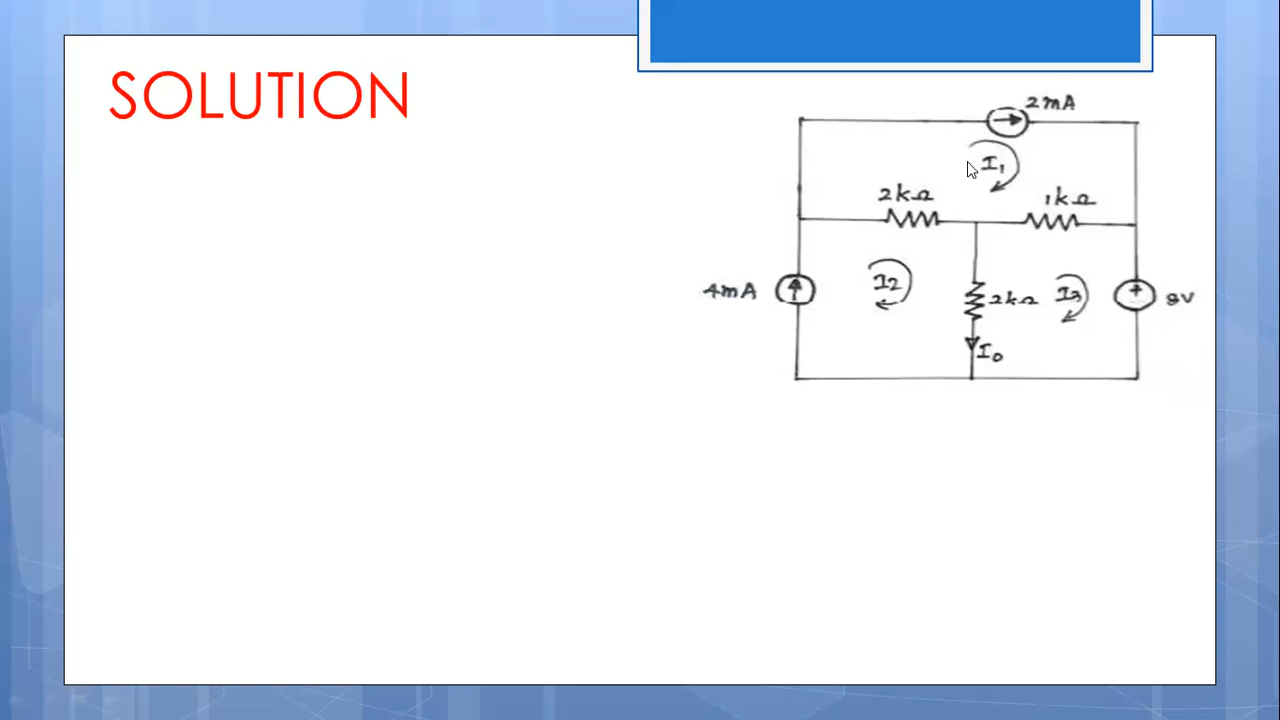 SOLUTION
2mA
I1
2kΩ
1kΩ
4mA
I2
2kΩ
I3
8V
I0